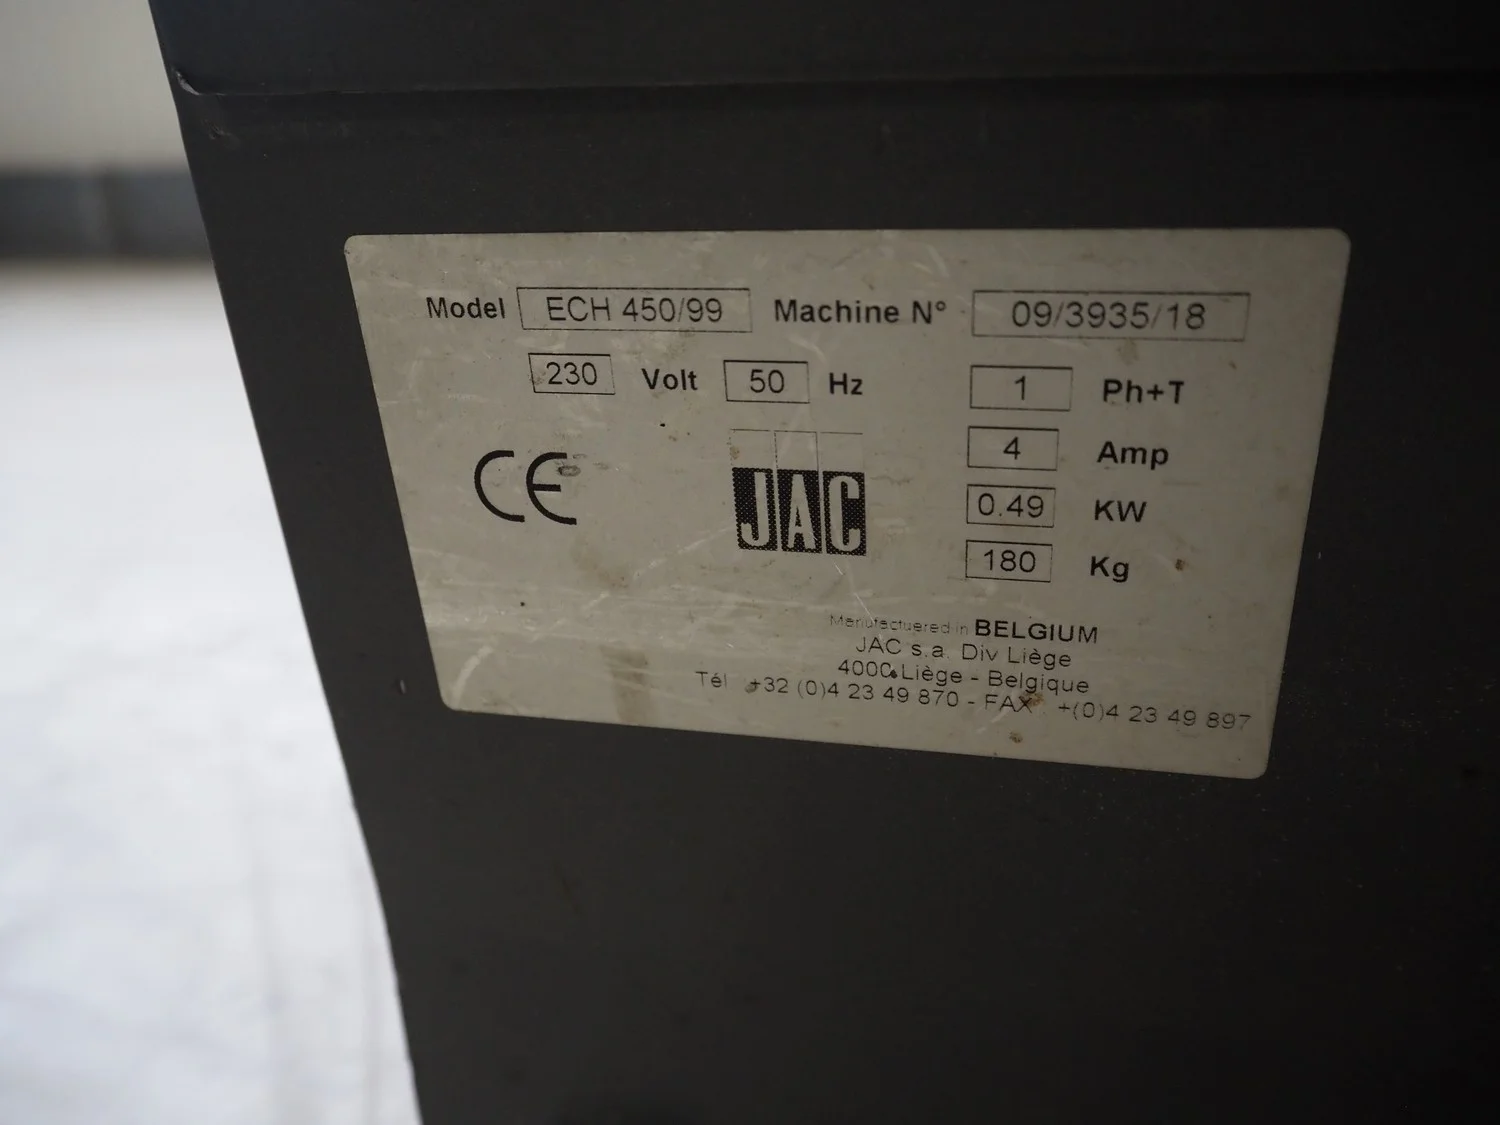 Model ECH 450/99 Machine N° 09/3935/18
230 Volt 50 Hz 1 Ph+T
4 Amp
CE JAC 0.49 KW
180 Kg
Manufactuered in BELGIUM
JAC s.a. Div Liège
4000 Liège - Belgique
Tél +32 (0)4 23 49 870 - FAX : +(0)4 23 49 897